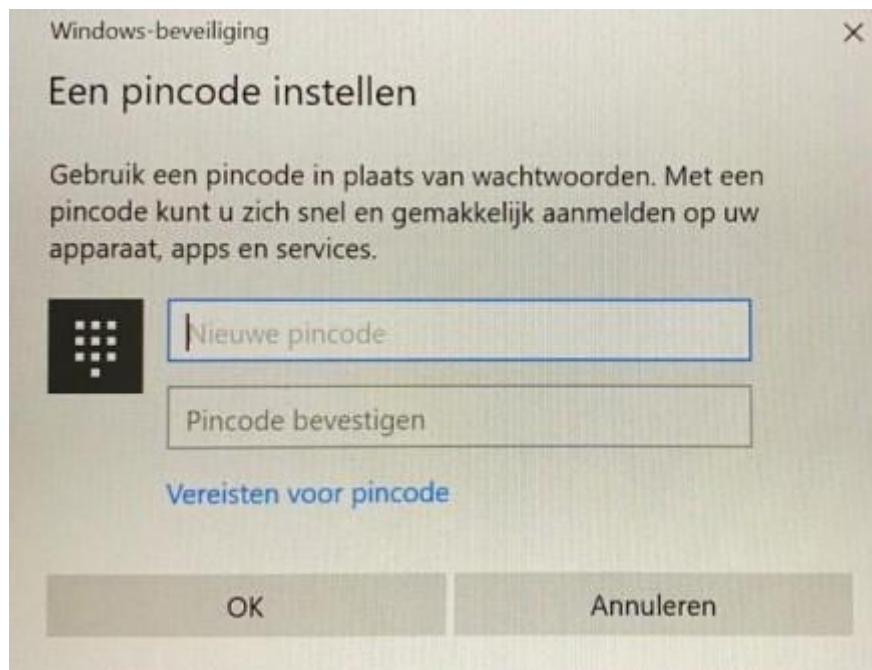 Windows-beveiliging
Een pincode instellen
Gebruik een pincode in plaats van wachtwoorden. Met een
pincode kunt u zich snel en gemakkelijk aanmelden op uw
apparaat, apps en services.
Nieuwe pincode
Pincode bevestigen
Vereisten voor pincode
OK
Annuleren